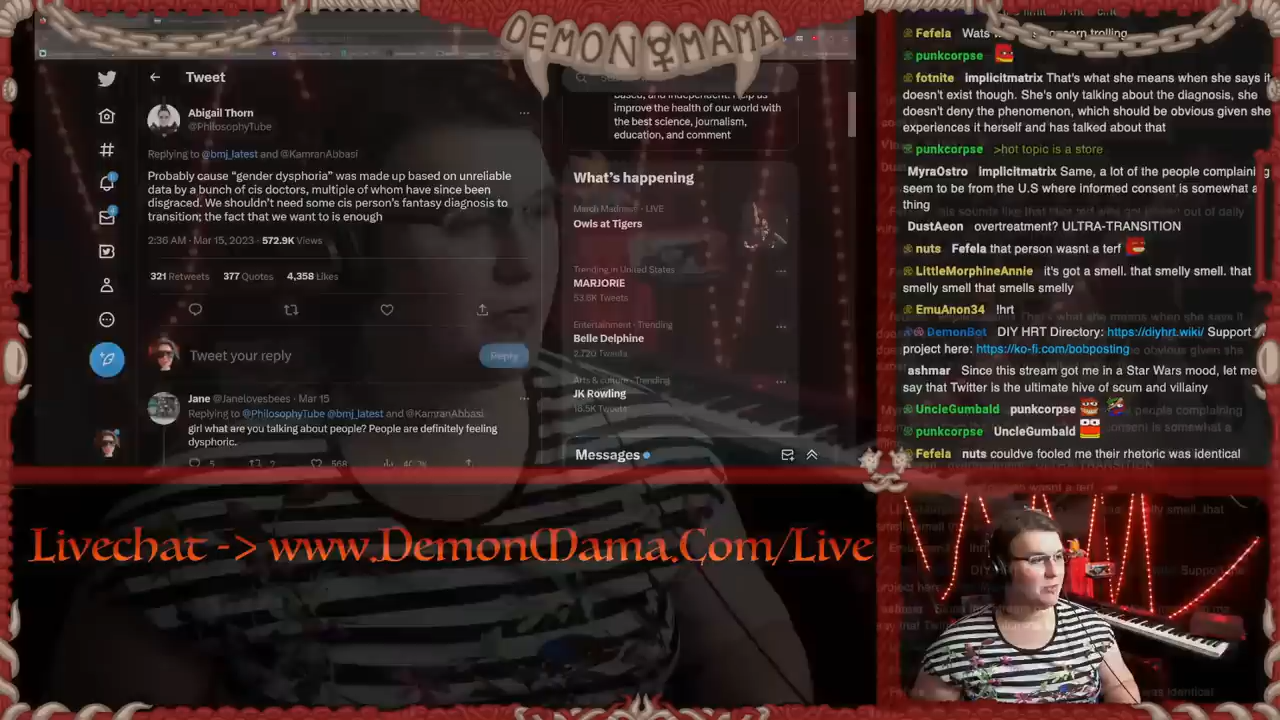 DEMON MAMA
Tweet
Abigail Thorn
@PhilosophyTube
Replying to @bmj_latest and @KamranAbbasi
Probably cause “gender dysphoria” was made up based on unreliable
data by a bunch of cis doctors, multiple of whom have since been
disgraced. We shouldn't need some cis person's fantasy diagnosis to
transition; the fact that we want to is enough
2:36 AM · Mar 15, 2023 · 572.9K Views
321 Retweets 377 Quotes 4,358 Likes
Tweet your reply
Reply
Jane @Janelovesbees · Mar 15
Replying to @PhilosophyTube @bmj_latest and @KamranAbbasi
girl what are you talking about people? People are definitely feeling
dysphoric.
5 2 568
improve the health of our world with
the best science, journalism,
education, and comment
What's happening
March Madness · LIVE
Owls at Tigers
Trending in United States
MARJORIE
53.8K Tweets
Entertainment · Trending
Belle Delphine
2,720 Tweets
Arts & culture · Trending
JK Rowling
Messages
Fefela Wats trolling
punkcorpse
fotnite implicitmatrix That's what she means when she says it
doesn't exist though. She's only talking about the diagnosis, she
doesn't deny the phenomenon, which should be obvious given she
experiences it herself and has talked about that
punkcorpse >hot topic is a store
MyraOstro implicitmatrix Same, a lot of the people complaining
seem to be from the U.S where informed consent is somewhat a
thing
DustAeon overtreatment? ULTRA-TRANSITION
nuts Fefela that person wasnt a terf
LittleMorphineAnnie it's got a smell. that smelly smell. that
smelly smell that smells smelly
EmuAnon34 !hrt
DemonBot DIY HRT Directory: https://diyhrt.wiki/ Support
project here: https://ko-fi.com/bobposting
ashmar Since this stream got me in a Star Wars mood, let me
say that Twitter is the ultimate hive of scum and villainy
UncleGumbald punkcorpse
punkcorpse UncleGumbald
Fefela nuts couldve fooled me their rhetoric was identical
Livechat -> www.DemonMama.Com/Live